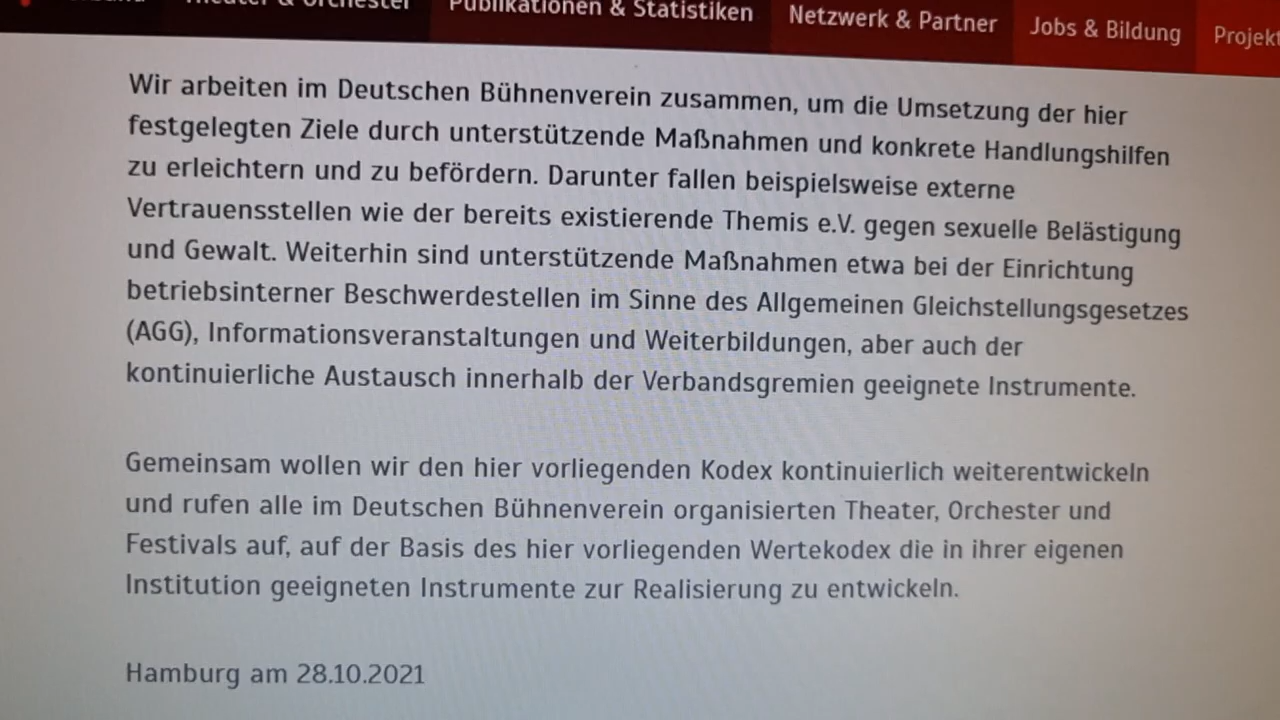 Theater & Orchester
Publikationen & Statistiken
Netzwerk & Partner
Jobs & Bildung
Projekt
Wir arbeiten im Deutschen Bühnenverein zusammen, um die Umsetzung der hier
festgelegten Ziele durch unterstützende Maßnahmen und konkrete Handlungshilfen
zu erleichtern und zu befördern. Darunter fallen beispielsweise externe
Vertrauensstellen wie der bereits existierende Themis e.V. gegen sexuelle Belästigung
und Gewalt. Weiterhin sind unterstützende Maßnahmen etwa bei der Einrichtung
betriebsinterner Beschwerdestellen im Sinne des Allgemeinen Gleichstellungsgesetzes
(AGG), Informationsveranstaltungen und Weiterbildungen, aber auch der
kontinuierliche Austausch innerhalb der Verbandsgremien geeignete Instrumente.
Gemeinsam wollen wir den hier vorliegenden Kodex kontinuierlich weiterentwickeln
und rufen alle im Deutschen Bühnenverein organisierten Theater, Orchester und
Festivals auf, auf der Basis des hier vorliegenden Wertekodex die in ihrer eigenen
Institution geeigneten Instrumente zur Realisierung zu entwickeln.
Hamburg am 28.10.2021